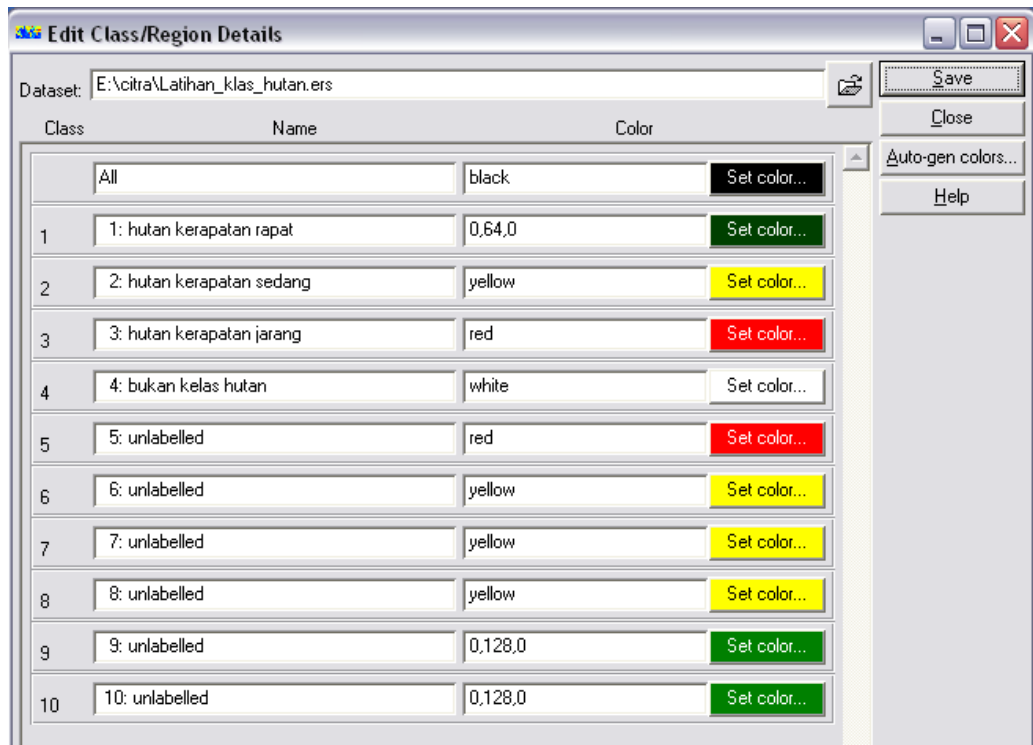 Edit Class/Region Details
Dataset: E:\citra\Latihan_klas_hutan.ers
Save
Close
Auto-gen colors...
Help
Class Name Color
All black Set color...
1 1: hutan kerapatan rapat 0,64,0 Set color...
2 2: hutan kerapatan sedang yellow Set color...
3 3: hutan kerapatan jarang red Set color...
4 4: bukan kelas hutan white Set color...
5 5: unlabelled red Set color...
6 6: unlabelled yellow Set color...
7 7: unlabelled yellow Set color...
8 8: unlabelled yellow Set color...
9 9: unlabelled 0,128,0 Set color...
10 10: unlabelled 0,128,0 Set color...